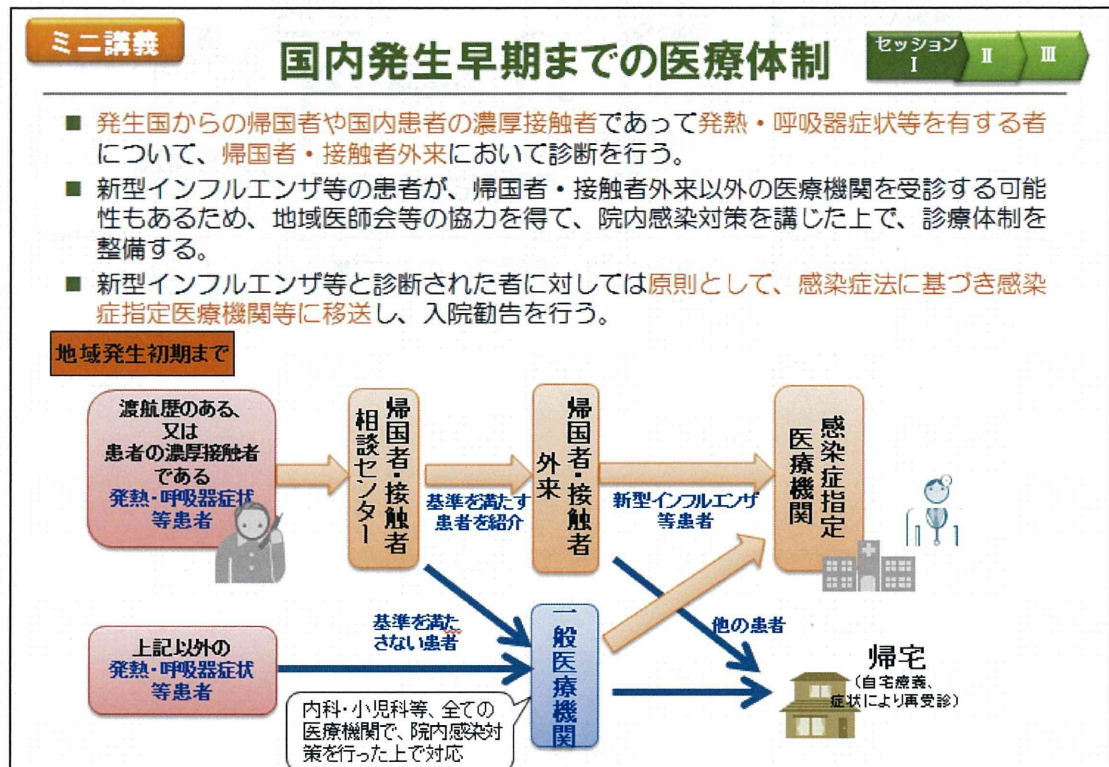 ミニ講義
国内発生早期までの医療体制
セッション
Ⅰ
Ⅱ
Ⅲ
■ 発生国からの帰国者や国内患者の濃厚接触者であって発熱・呼吸器症状等を有する者
について、帰国者・接触者外来において診断を行う。
■ 新型インフルエンザ等の患者が、帰国者・接触者外来以外の医療機関を受診する可能
性もあるため、地域医師会等の協力を得て、院内感染対策を講じた上で、診療体制を
整備する。
■ 新型インフルエンザ等と診断された者に対しては原則として、感染症法に基づき感染
症指定医療機関等に移送し、入院勧告を行う。
地域発生初期まで
渡航歴のある、
又は
患者の濃厚接触者
である
発熱・呼吸器症状
等患者
帰国者・接触者
相談センター
基準を満たす
患者を紹介
帰国者・接触者
外来
新型インフルエンザ
等患者
感染症指定
医療機関
基準を満た
さない患者
上記以外の
発熱・呼吸器症状
等患者
一般医療機関
他の患者
帰宅
(自宅療養、
症状により再受診)
内科・小児科等、全ての
医療機関で、院内感染対
策を行った上で対応